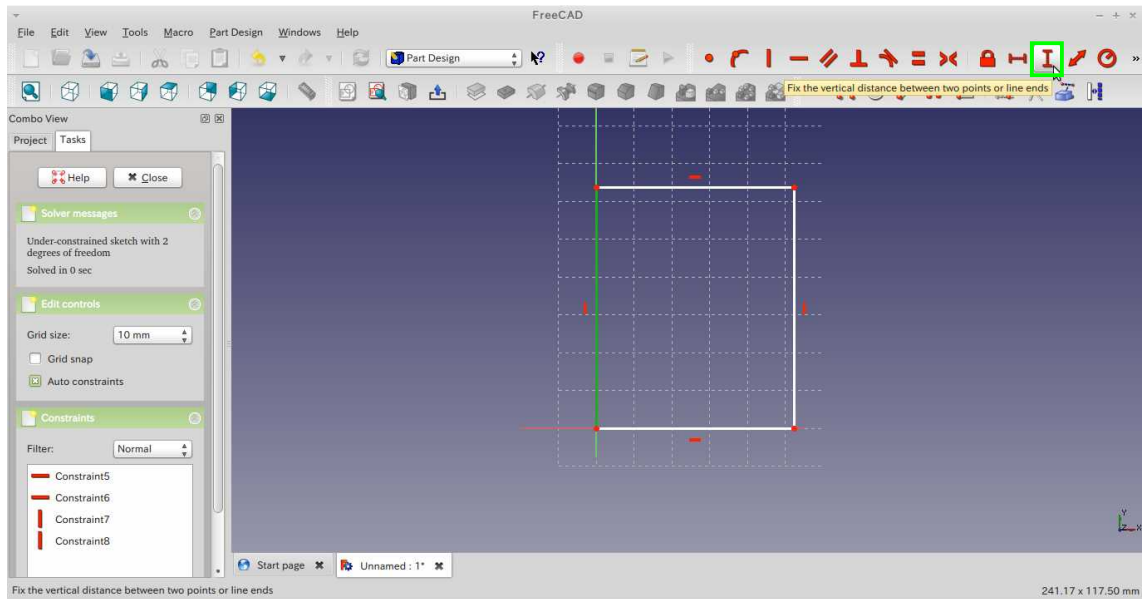 FreeCAD
File Edit View Tools Macro Part Design Windows Help
Part Design
»
Fix the vertical distance between two points or line ends
Combo View
Project Tasks
Help Close
Solver messages
Under-constrained sketch with 2
degrees of freedom
Solved in 0 sec
Edit controls
Grid size: 10 mm
Grid snap
Auto constraints
Constraints
Filter: Normal
Constraint5
Constraint6
Constraint7
Constraint8
Y
Z X
Start page Unnamed : 1*
Fix the vertical distance between two points or line ends 241.17 x 117.50 mm